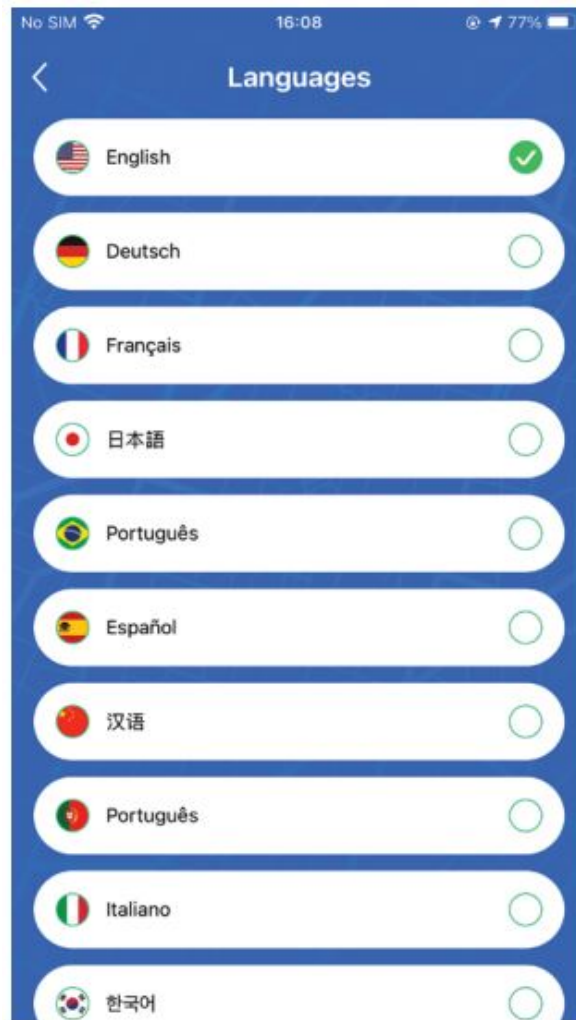 No SIM 16:08 77%
Languages
English
Deutsch
Français
日本語
Português
Español
汉语
Português
Italiano
한국어